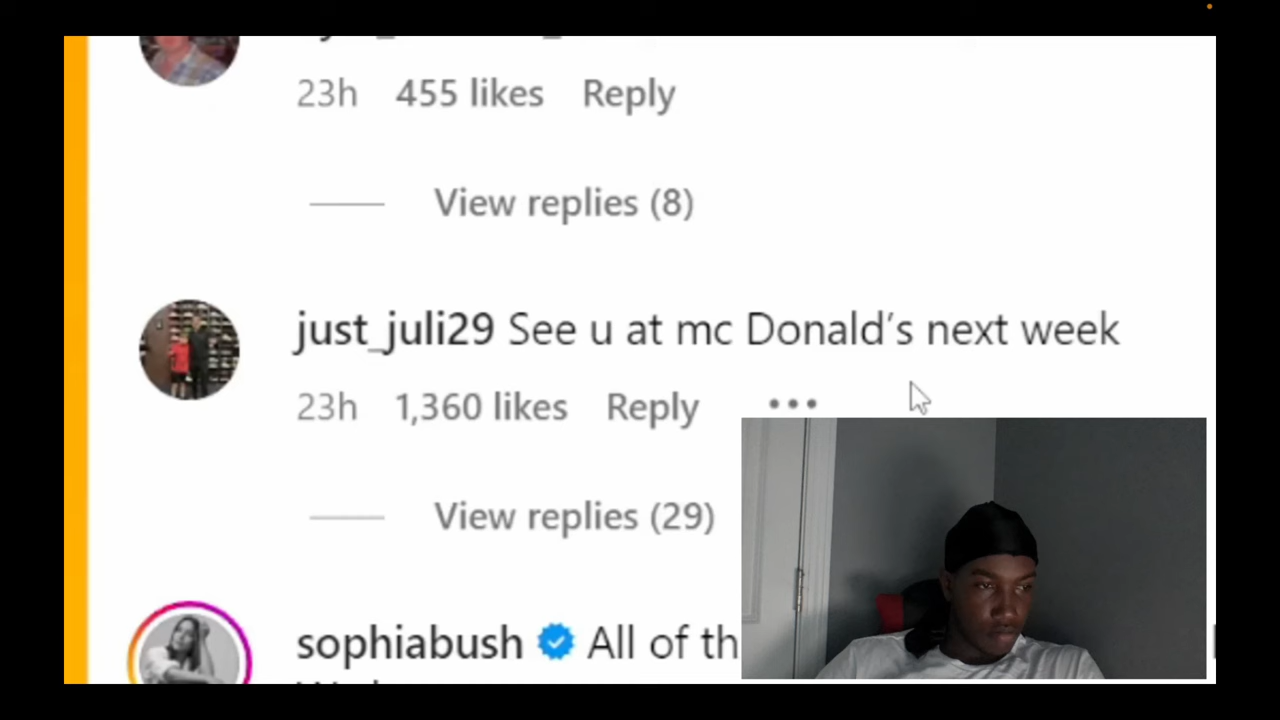 23h 455 likes Reply
View replies (8)
just_juli29 See u at mc Donald’s next week
23h 1,360 likes Reply
View replies (29)
sophiabush All of th